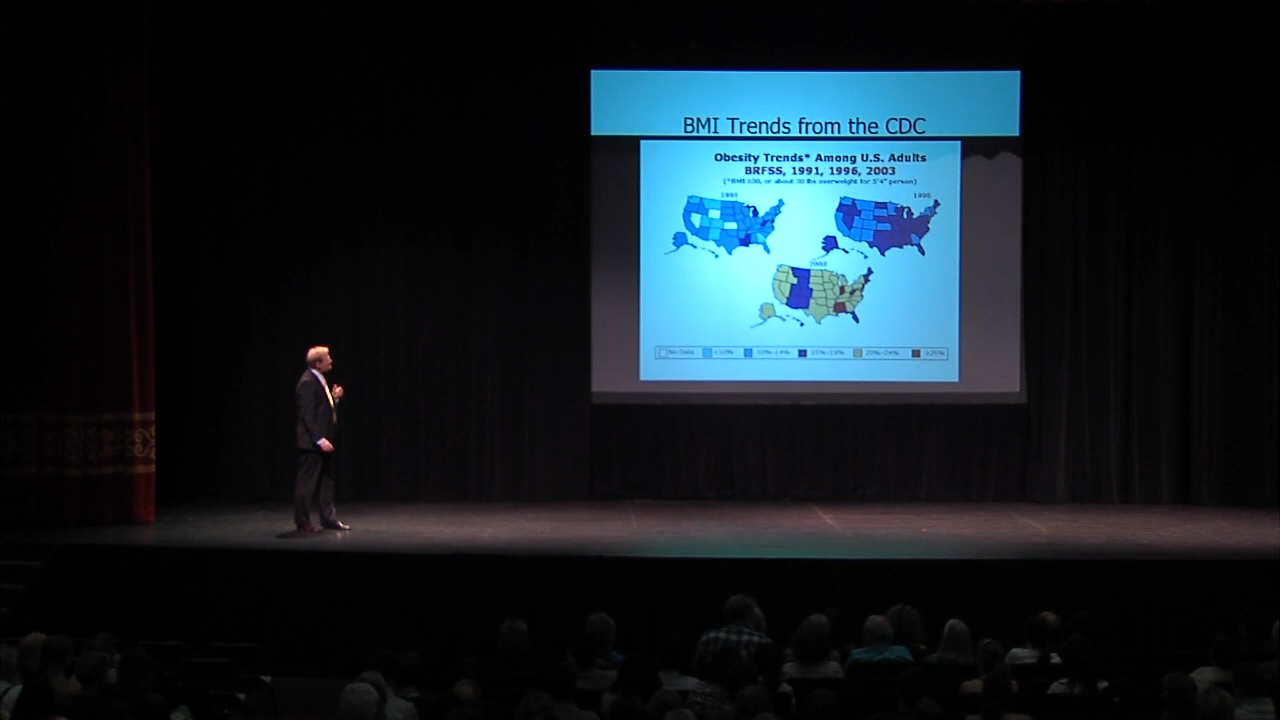 BMI Trends from the CDC
Obesity Trends* Among U.S. Adults
BRFSS, 1991, 1996, 2003
(*BMI ≥30, or about 30 lbs overweight for 5'4" person)
1991 1996
2003
No Data <10% 10%–14% 15%–19% 20%–24% ≥25%